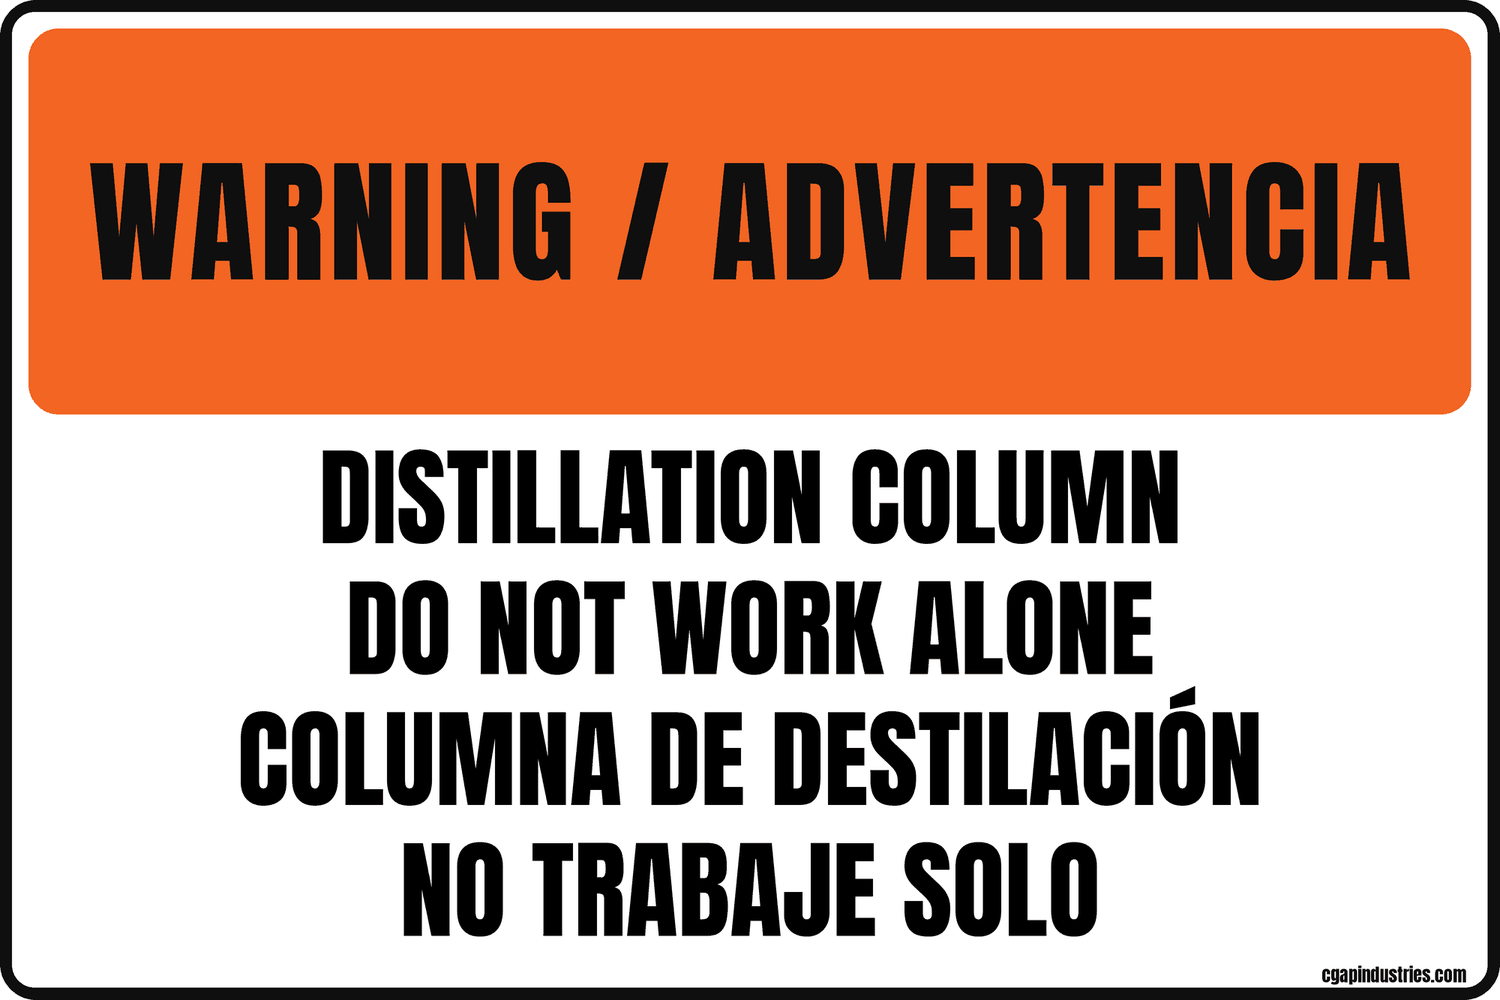 WARNING / ADVERTENCIA
DISTILLATION COLUMN
DO NOT WORK ALONE
COLUMNA DE DESTILACIÓN
NO TRABAJE SOLO
cgapindustries.com